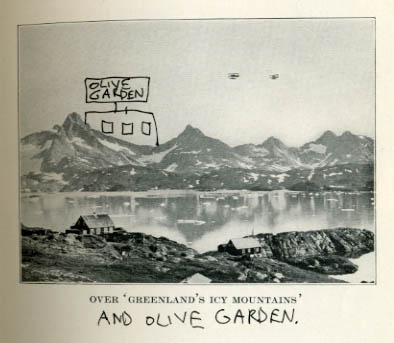 OLIVE
GARDEN
OVER 'GREENLAND'S ICY MOUNTAINS'
AND OLIVE GARDEN.